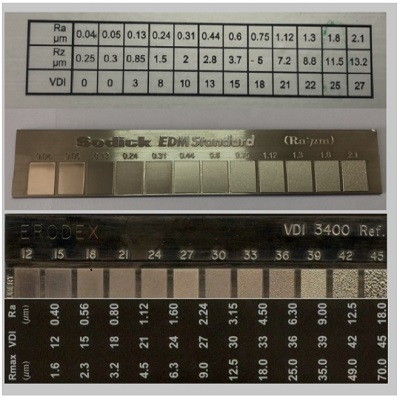 Ra µm 0.04 0.05 0.13 0.24 0.31 0.44 0.6 0.75 1.12 1.3 1.8 2.1
Rz µm 0.25 0.3 0.85 1.5 2 2.8 3.7 5 7.2 8.8 11.5 13.2
VDI 0 0 3 8 10 13 15 18 21 22 25 27
Sodick EDM Standard (Ra:µm)
0.24 0.31 0.44 0.6 0.75 1.12 1.3 1.8 2.1
ERODEX VDI 3400 Ref.
12 15 18 21 24 27 30 33 36 39 42 45
Ra (µm) 0.40 0.56 0.80 1.12 1.60 2.24 3.15 4.50 6.30 9.00 12.5 18.0
VDI 12 15 18 21 24 27 30 33 36 39 42 45
Rmax (µm) 1.6 2.3 3.2 4.5 6.3 9.0 12.5 18.0 25.0 35.0 49.0 70.0